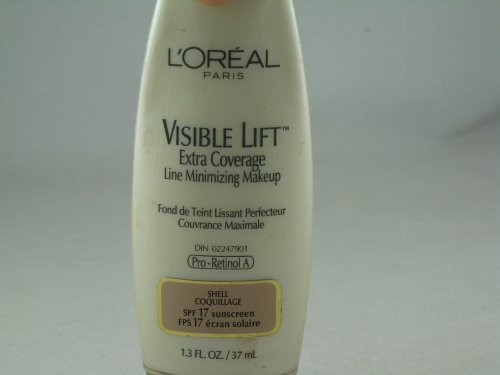 L'ORÉAL
PARIS
VISIBLE LIFT™
Extra Coverage
Line Minimizing Makeup
Fond de Teint Lissant Perfecteur
Couvrance Maximale
DIN 02247901
Pro-Retinol A
SHELL
COQUILLAGE
SPF 17 sunscreen
FPS 17 écran solaire
1.3 FL. OZ. / 37 mL